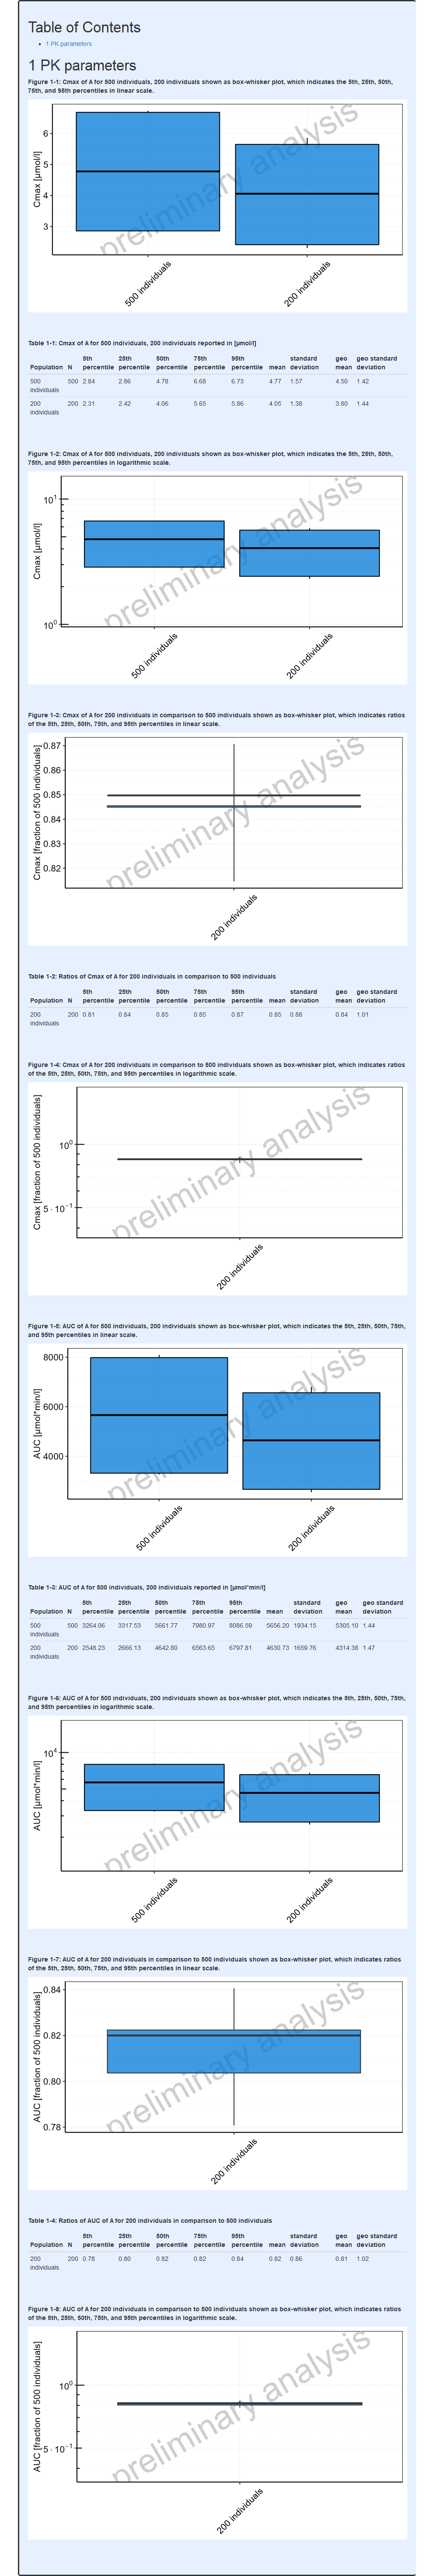 Table of Contents
1 PK parameters
1 PK parameters
Figure 1-1: Cmax of A for 500 individuals, 200 individuals shown as box-whisker plot, which indicates the 5th, 25th, 50th,
75th, and 95th percentiles in linear scale.
preliminary analysis
Cmax [µmol/l]
6
5
4
3
500 individuals
200 individuals
Table 1-1: Cmax of A for 500 individuals, 200 individuals reported in [µmol/l]
Population N 5th percentile 25th percentile 50th percentile 75th percentile 95th percentile mean standard deviation geo mean geo standard deviation
500 individuals 500 2.84 2.86 4.78 6.68 6.73 4.77 1.57 4.50 1.42
200 individuals 200 2.31 2.42 4.06 5.65 5.86 4.05 1.38 3.80 1.44
Figure 1-2: Cmax of A for 500 individuals, 200 individuals shown as box-whisker plot, which indicates the 5th, 25th, 50th,
75th, and 95th percentiles in logarithmic scale.
preliminary analysis
Cmax [µmol/l]
10¹
10⁰
500 individuals
200 individuals
Figure 1-3: Cmax of A for 200 individuals in comparison to 500 individuals shown as box-whisker plot, which indicates ratios
of the 5th, 25th, 50th, 75th, and 95th percentiles in linear scale.
preliminary analysis
Cmax [fraction of 500 individuals]
0.87
0.86
0.85
0.84
0.83
0.82
200 individuals
Table 1-2: Ratios of Cmax of A for 200 individuals in comparison to 500 individuals
Population N 5th percentile 25th percentile 50th percentile 75th percentile 95th percentile mean standard deviation geo mean geo standard deviation
200 individuals 200 0.81 0.84 0.85 0.85 0.87 0.85 0.88 0.84 1.01
Figure 1-4: Cmax of A for 200 individuals in comparison to 500 individuals shown as box-whisker plot, which indicates ratios
of the 5th, 25th, 50th, 75th, and 95th percentiles in logarithmic scale.
preliminary analysis
Cmax [fraction of 500 individuals]
10⁰
5 · 10⁻¹
200 individuals
Figure 1-5: AUC of A for 500 individuals, 200 individuals shown as box-whisker plot, which indicates the 5th, 25th, 50th, 75th,
and 95th percentiles in linear scale.
preliminary analysis
AUC [µmol*min/l]
8000
6000
4000
500 individuals
200 individuals
Table 1-3: AUC of A for 500 individuals, 200 individuals reported in [µmol*min/l]
Population N 5th percentile 25th percentile 50th percentile 75th percentile 95th percentile mean standard deviation geo mean geo standard deviation
500 individuals 500 3264.06 3317.53 5661.77 7980.97 8086.59 5656.20 1934.15 5305.10 1.44
200 individuals 200 2548.23 2666.13 4642.80 6563.65 6797.81 4630.73 1659.76 4314.38 1.47
Figure 1-6: AUC of A for 500 individuals, 200 individuals shown as box-whisker plot, which indicates the 5th, 25th, 50th, 75th,
and 95th percentiles in logarithmic scale.
preliminary analysis
AUC [µmol*min/l]
10⁴
500 individuals
200 individuals
Figure 1-7: AUC of A for 200 individuals in comparison to 500 individuals shown as box-whisker plot, which indicates ratios
of the 5th, 25th, 50th, 75th, and 95th percentiles in linear scale.
preliminary analysis
AUC [fraction of 500 individuals]
0.84
0.82
0.80
0.78
200 individuals
Table 1-4: Ratios of AUC of A for 200 individuals in comparison to 500 individuals
Population N 5th percentile 25th percentile 50th percentile 75th percentile 95th percentile mean standard deviation geo mean geo standard deviation
200 individuals 200 0.78 0.80 0.82 0.82 0.84 0.82 0.86 0.81 1.02
Figure 1-8: AUC of A for 200 individuals in comparison to 500 individuals shown as box-whisker plot, which indicates ratios
of the 5th, 25th, 50th, 75th, and 95th percentiles in logarithmic scale.
preliminary analysis
AUC [fraction of 500 individuals]
10⁰
5 · 10⁻¹
200 individuals